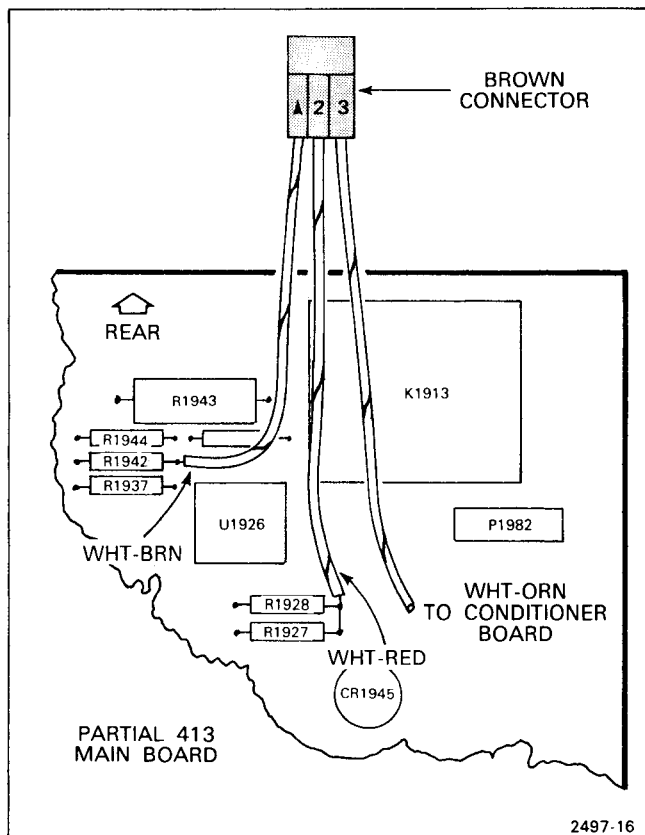 BROWN
CONNECTOR
2 3
REAR
R1943
K1913
R1944
R1942
R1937
U1926
P1982
WHT-BRN
WHT-ORN
TO CONDITIONER
BOARD
R1928
R1927
WHT-RED
CR1945
PARTIAL 413
MAIN BOARD
2497-16